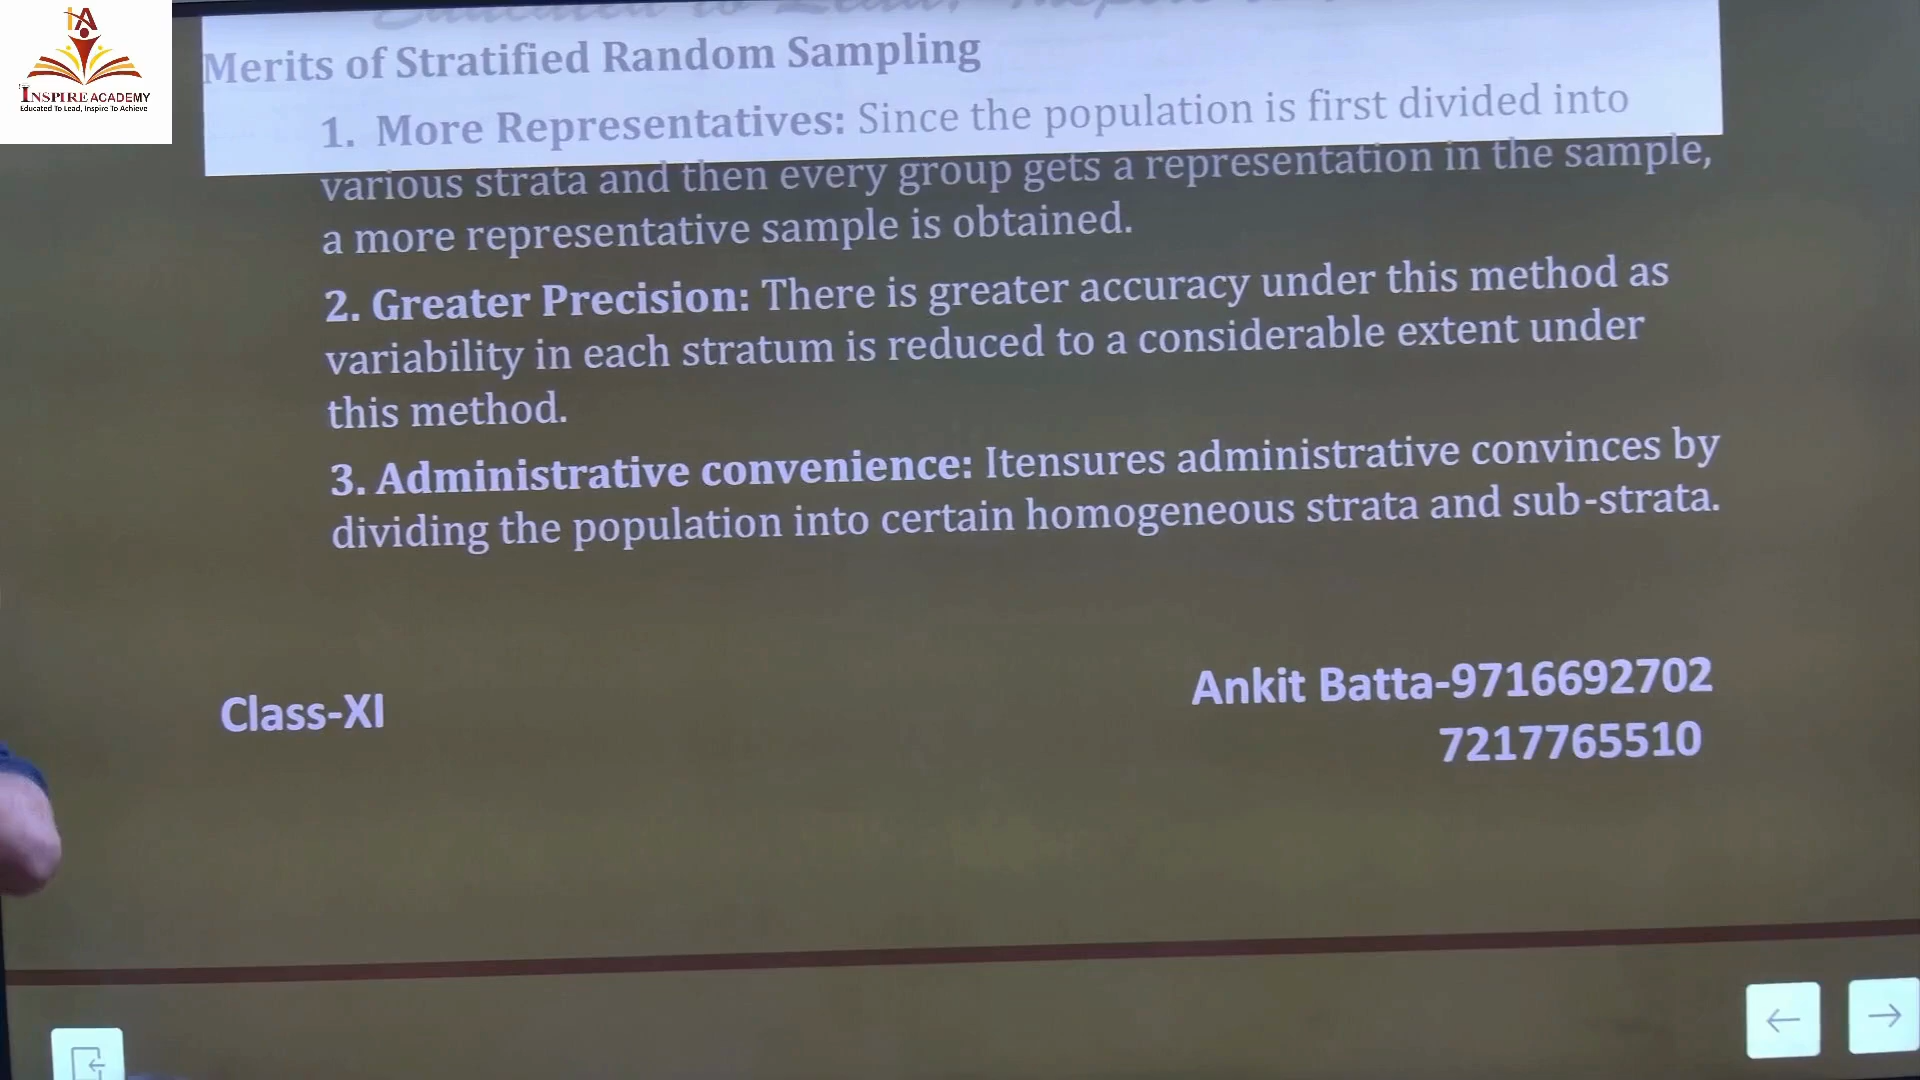 IA
INSPIRE ACADEMY
Educated To Lead, Inspire To Achieve
Merits of Stratified Random Sampling
1. More Representatives: Since the population is first divided into
various strata and then every group gets a representation in the sample,
a more representative sample is obtained.
2. Greater Precision: There is greater accuracy under this method as
variability in each stratum is reduced to a considerable extent under
this method.
3. Administrative convenience: Itensures administrative convinces by
dividing the population into certain homogeneous strata and sub-strata.
Class-XI
Ankit Batta-9716692702
7217765510